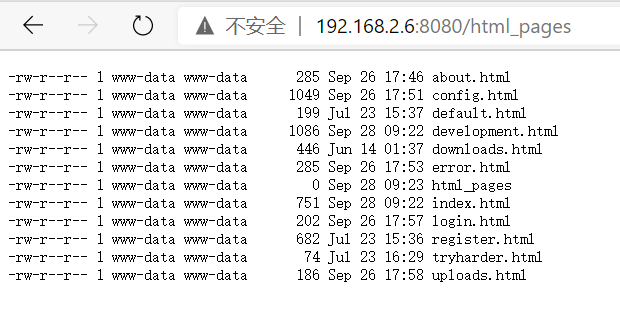 不安全 | 192.168.2.6:8080/html_pages
-rw-r--r-- 1 www-data www-data 285 Sep 26 17:46 about.html
-rw-r--r-- 1 www-data www-data 1049 Sep 26 17:51 config.html
-rw-r--r-- 1 www-data www-data 199 Jul 23 15:37 default.html
-rw-r--r-- 1 www-data www-data 1086 Sep 28 09:22 development.html
-rw-r--r-- 1 www-data www-data 446 Jun 14 01:37 downloads.html
-rw-r--r-- 1 www-data www-data 285 Sep 26 17:53 error.html
-rw-r--r-- 1 www-data www-data 0 Sep 28 09:23 html_pages
-rw-r--r-- 1 www-data www-data 751 Sep 28 09:22 index.html
-rw-r--r-- 1 www-data www-data 202 Sep 26 17:57 login.html
-rw-r--r-- 1 www-data www-data 682 Jul 23 15:36 register.html
-rw-r--r-- 1 www-data www-data 74 Jul 23 16:29 tryharder.html
-rw-r--r-- 1 www-data www-data 186 Sep 26 17:58 uploads.html